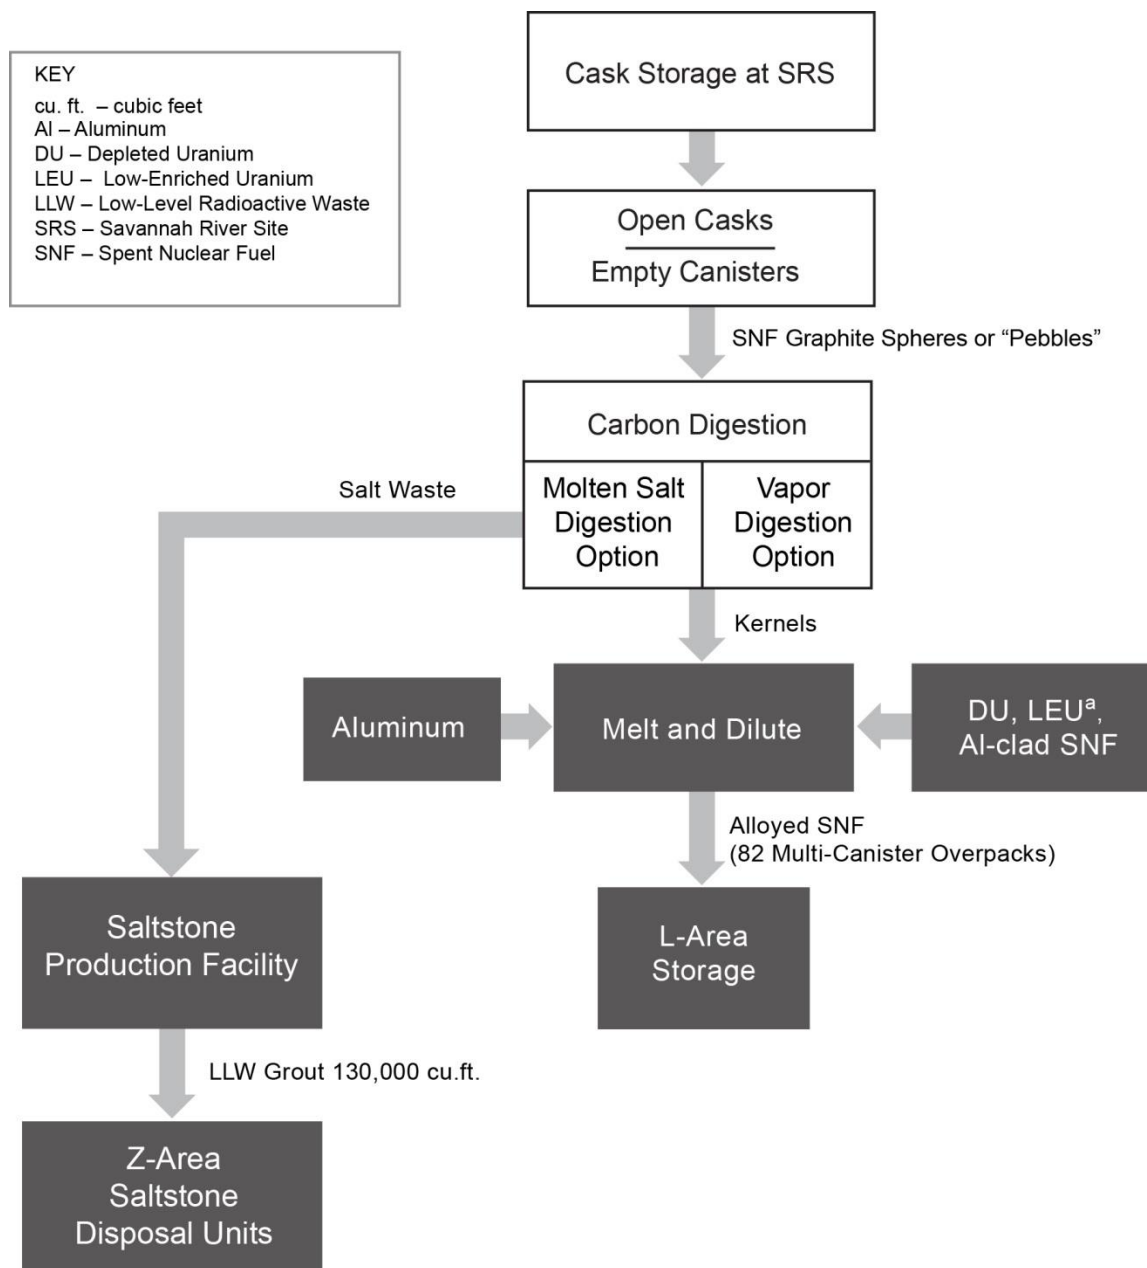 KEY
cu. ft. – cubic feet
Al – Aluminum
DU – Depleted Uranium
LEU – Low-Enriched Uranium
LLW – Low-Level Radioactive Waste
SRS – Savannah River Site
SNF – Spent Nuclear Fuel
Cask Storage at SRS
Open Casks
Empty Canisters
SNF Graphite Spheres or “Pebbles”
Carbon Digestion
Molten Salt
Digestion
Option
Vapor
Digestion
Option
Salt Waste
Kernels
Aluminum
Melt and Dilute
DU, LEUᵃ,
Al-clad SNF
Alloyed SNF
(82 Multi-Canister Overpacks)
L-Area
Storage
Saltstone
Production Facility
LLW Grout 130,000 cu.ft.
Z-Area
Saltstone
Disposal Units